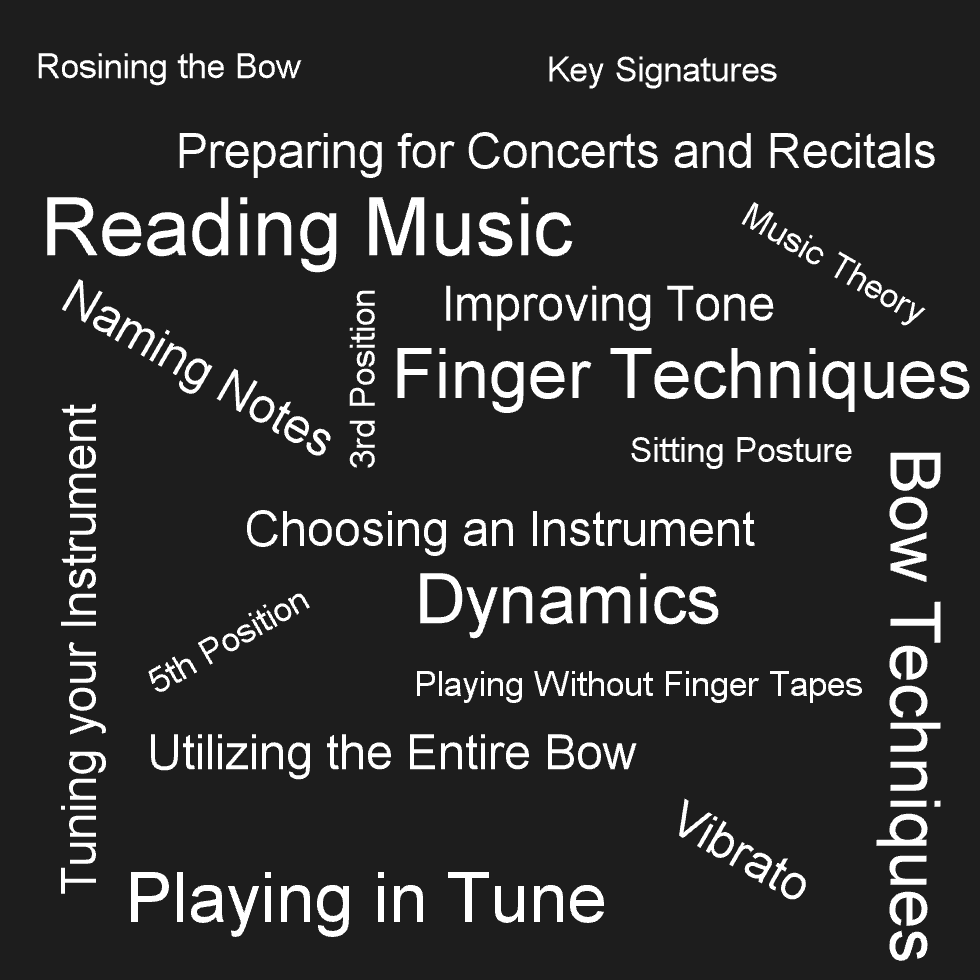 Rosining the Bow
Key Signatures
Preparing for Concerts and Recitals
Reading Music
Music Theory
Naming Notes
3rd Position
Improving Tone
Finger Techniques
Sitting Posture
Tuning your Instrument
Bow Techniques
Choosing an Instrument
Dynamics
5th Position
Playing Without Finger Tapes
Utilizing the Entire Bow
Vibrato
Playing in Tune